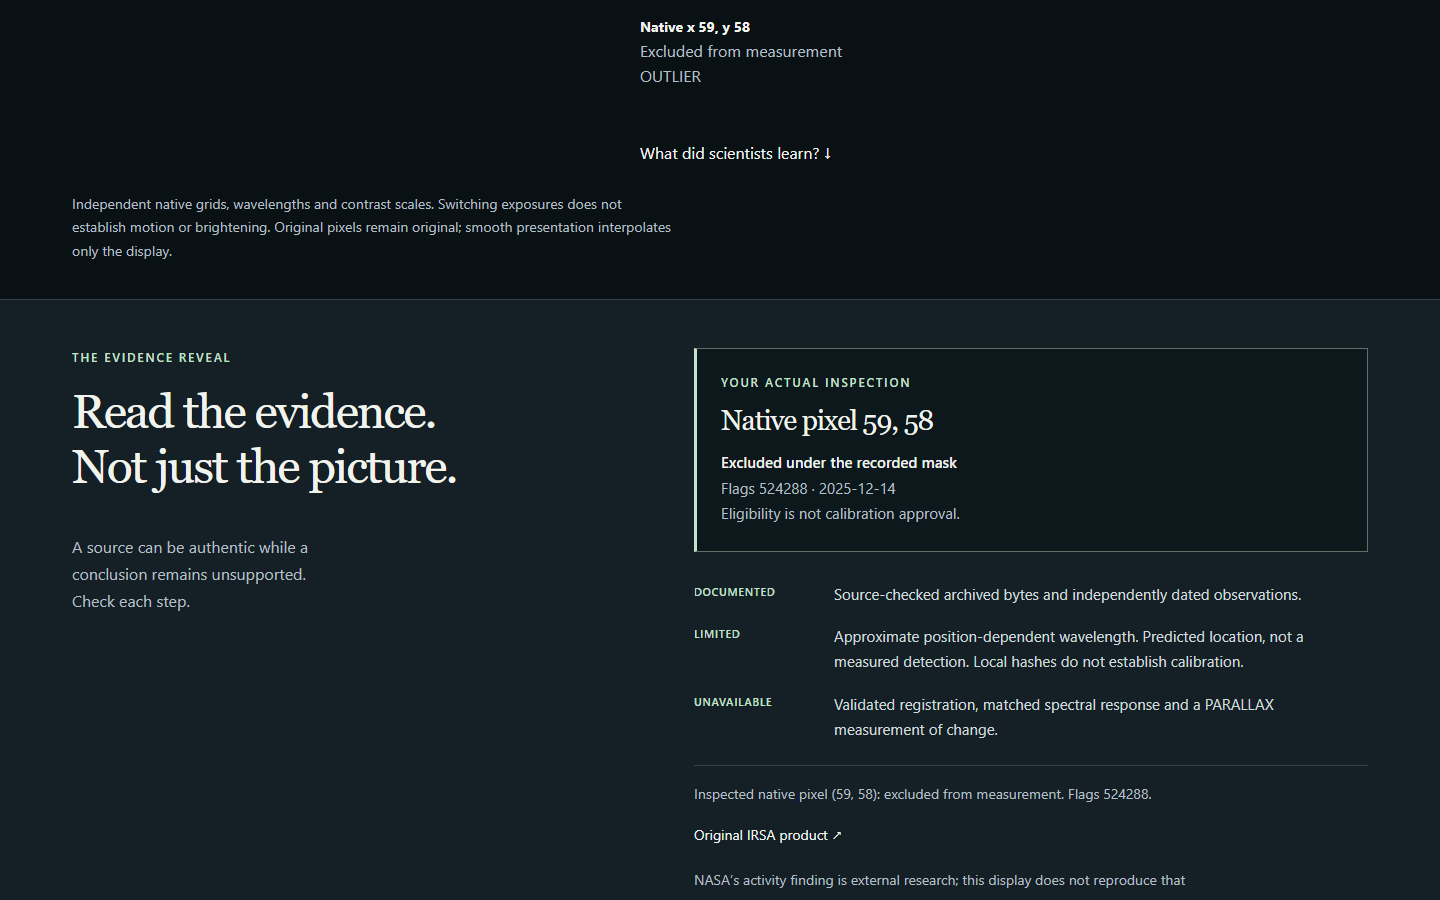 Native x 59, y 58
Excluded from measurement
OUTLIER
What did scientists learn? ↓
Independent native grids, wavelengths and contrast scales. Switching exposures does not
establish motion or brightening. Original pixels remain original; smooth presentation interpolates
only the display.
THE EVIDENCE REVEAL
Read the evidence.
Not just the picture.
A source can be authentic while a
conclusion remains unsupported.
Check each step.
YOUR ACTUAL INSPECTION
Native pixel 59, 58
Excluded under the recorded mask
Flags 524288 · 2025-12-14
Eligibility is not calibration approval.
DOCUMENTED
Source-checked archived bytes and independently dated observations.
LIMITED
Approximate position-dependent wavelength. Predicted location, not a
measured detection. Local hashes do not establish calibration.
UNAVAILABLE
Validated registration, matched spectral response and a PARALLAX
measurement of change.
Inspected native pixel (59, 58): excluded from measurement. Flags 524288.
Original IRSA product ↗
NASA’s activity finding is external research; this display does not reproduce that